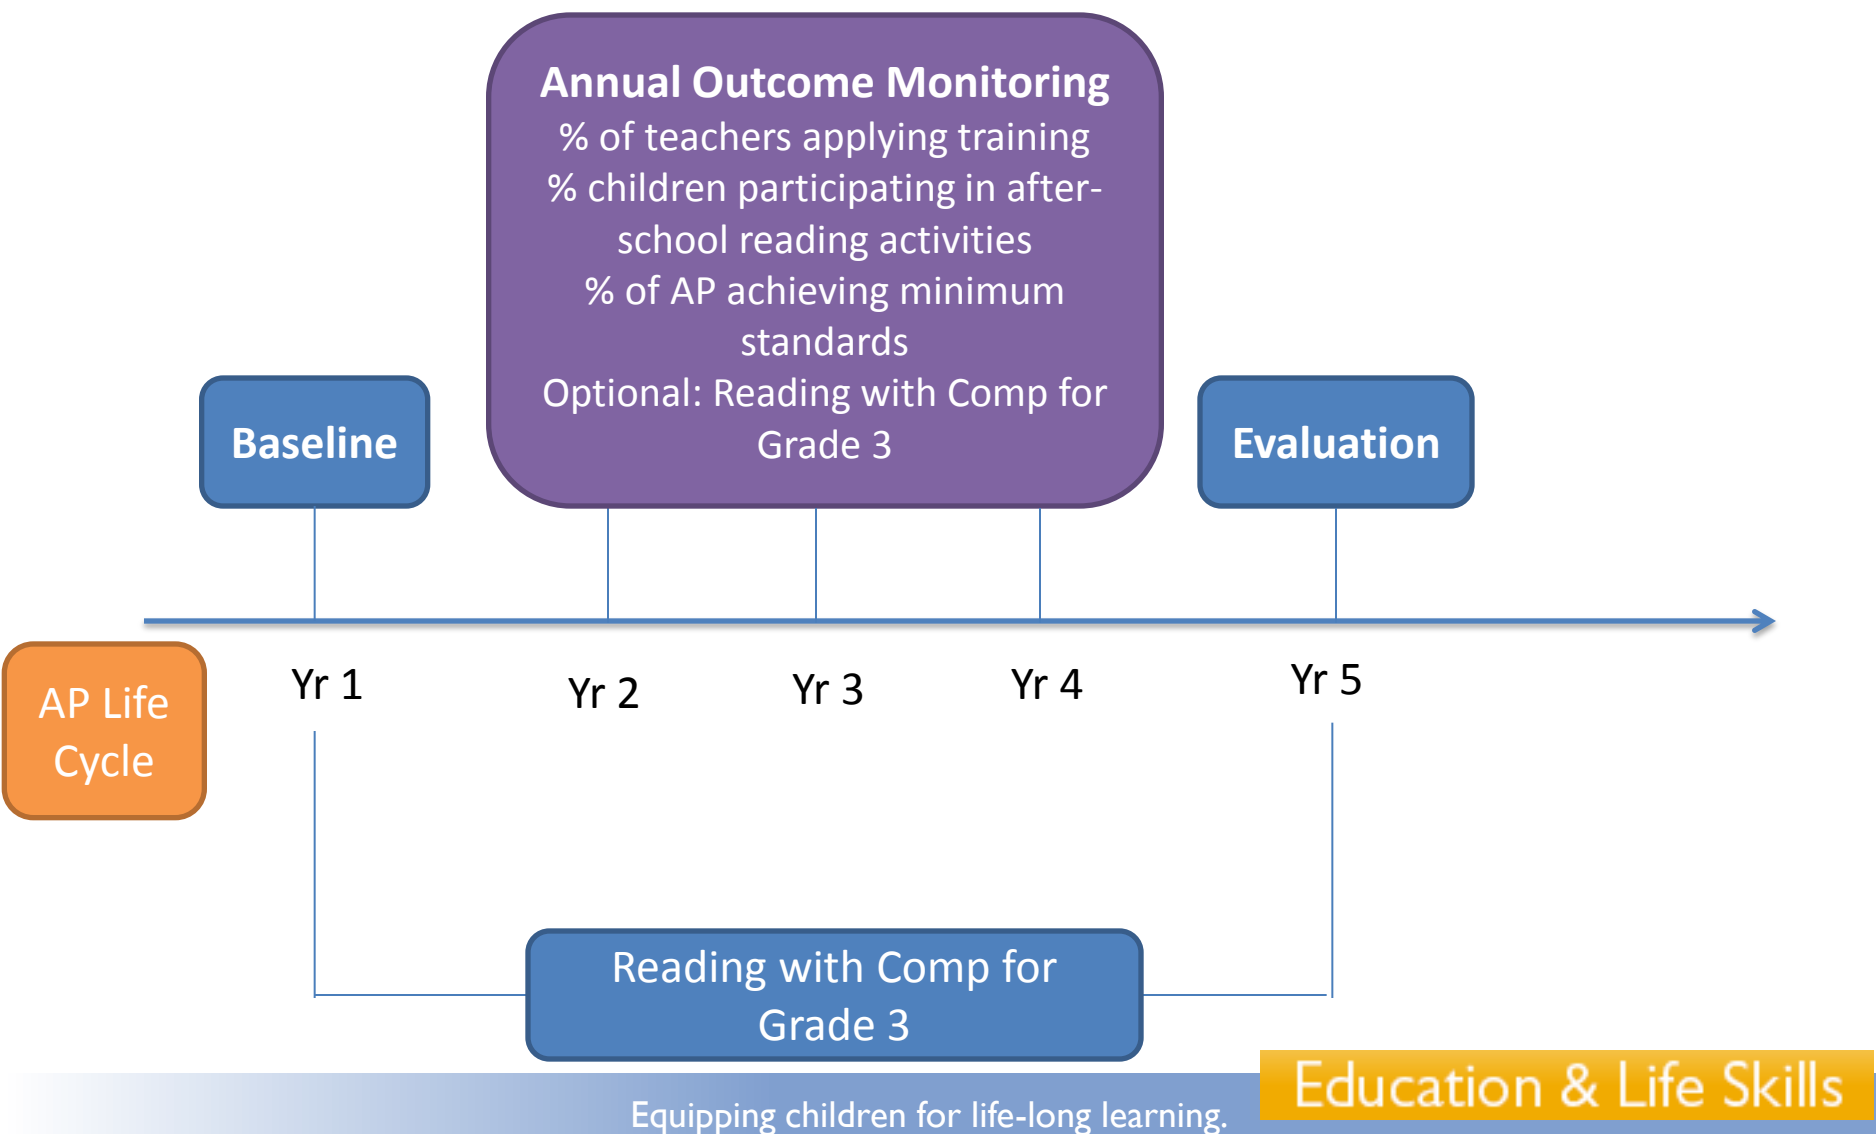 Annual Outcome Monitoring
% of teachers applying training
% children participating in after-
school reading activities
% of AP achieving minimum
standards
Optional: Reading with Comp for
Grade 3
Baseline
Evaluation
AP Life
Cycle
Yr 1
Yr 2
Yr 3
Yr 4
Yr 5
Reading with Comp for
Grade 3
Education & Life Skills
Equipping children for life-long learning.